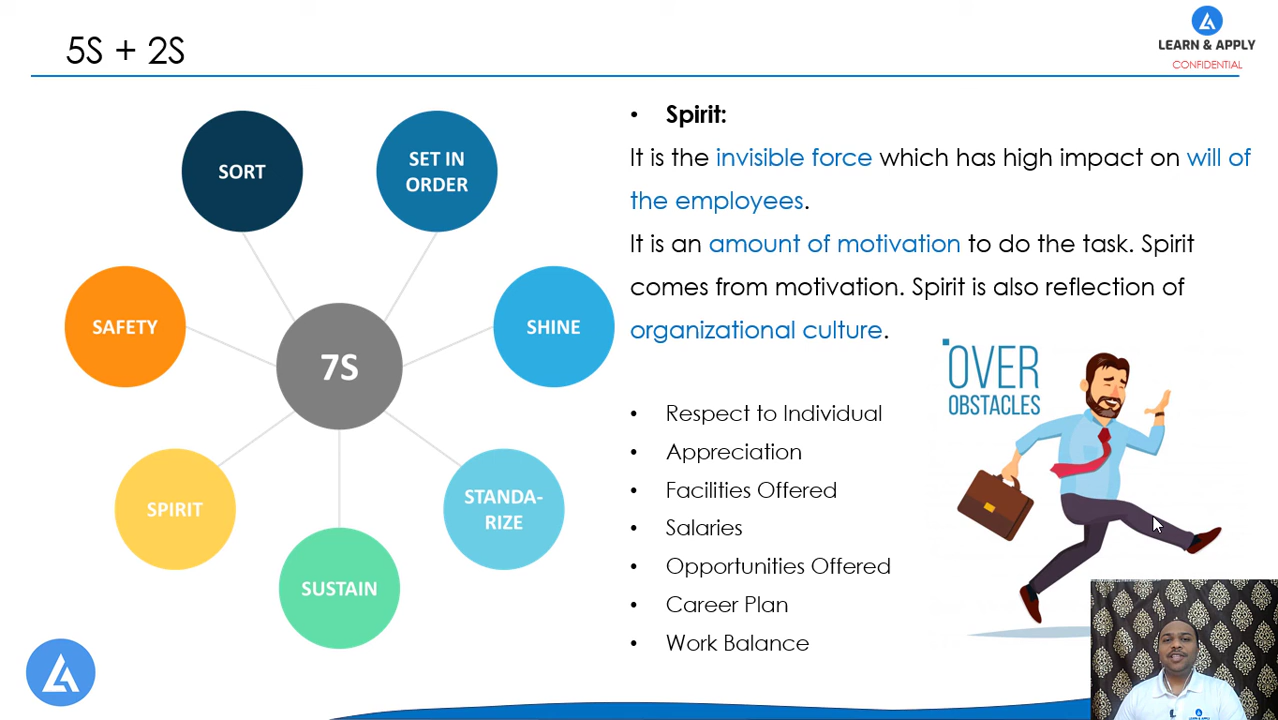 5S + 2S
LEARN & APPLY
CONFIDENTIAL
SORT
SET IN
ORDER
SAFETY
SHINE
7S
SPIRIT
STANDA-
RIZE
SUSTAIN
• Spirit:
It is the invisible force which has high impact on will of
the employees.
It is an amount of motivation to do the task. Spirit
comes from motivation. Spirit is also reflection of
organizational culture.
OVER
OBSTACLES
• Respect to Individual
• Appreciation
• Facilities Offered
• Salaries
• Opportunities Offered
• Career Plan
• Work Balance
LEARN & APPLY